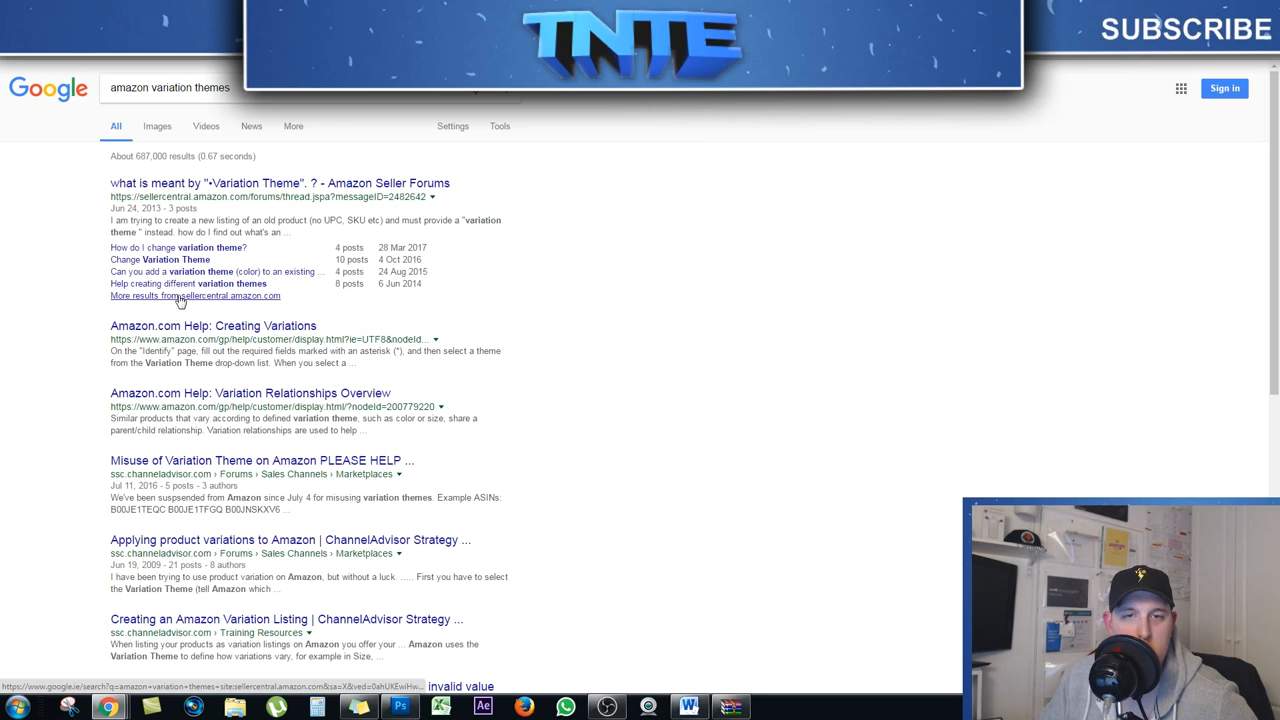 TNTE
SUBSCRIBE
Google
amazon variation themes
Sign in
All Images Videos News More Settings Tools
About 687,000 results (0.67 seconds)
what is meant by "•Variation Theme". ? - Amazon Seller Forums
https://sellercentral.amazon.com/forums/thread.jspa?messageID=2482642
Jun 24, 2013 - 3 posts
I am trying to create a new listing of an old product (no UPC, SKU etc) and must provide a "variation
theme " instead. how do I find out what's an ...
How do I change variation theme? 4 posts 28 Mar 2017
Change Variation Theme 10 posts 4 Oct 2016
Can you add a variation theme (color) to an existing ... 4 posts 24 Aug 2015
Help creating different variation themes 8 posts 6 Jun 2014
More results from sellercentral.amazon.com
Amazon.com Help: Creating Variations
https://www.amazon.com/gp/help/customer/display.html?ie=UTF8&nodeId...
On the "Identify" page, fill out the required fields marked with an asterisk (*), and then select a theme
from the Variation Theme drop-down list. When you select a ...
Amazon.com Help: Variation Relationships Overview
https://www.amazon.com/gp/help/customer/display.html/?nodeId=200779220
Similar products that vary according to defined variation theme, such as color or size, share a
parent/child relationship. Variation relationships are used to help ...
Misuse of Variation Theme on Amazon PLEASE HELP ...
ssc.channeladvisor.com › Forums › Sales Channels › Marketplaces
Jul 11, 2016 - 5 posts - 3 authors
We've been suspsended from Amazon since July 4 for misusing variation themes. Example ASINs:
B00JE1TEQC B00JE1TFGQ B00JNSKXV6 ...
Applying product variations to Amazon | ChannelAdvisor Strategy ...
ssc.channeladvisor.com › Forums › Sales Channels › Marketplaces
Jun 19, 2009 - 21 posts - 8 authors
I have been trying to use product variation on Amazon, but without a luck. ..... First you have to select
the Variation Theme (tell Amazon which ...
Creating an Amazon Variation Listing | ChannelAdvisor Strategy ...
ssc.channeladvisor.com › Training Resources
When listing your products as variation listings on Amazon you offer your ... Amazon uses the
Variation Theme to define how variations vary, for example in Size, ...
invalid value
https://www.google.ie/search?q=amazon+variation+themes+site:sellercentral.amazon.com&sa=X&ved=0ahUKEwiHw...